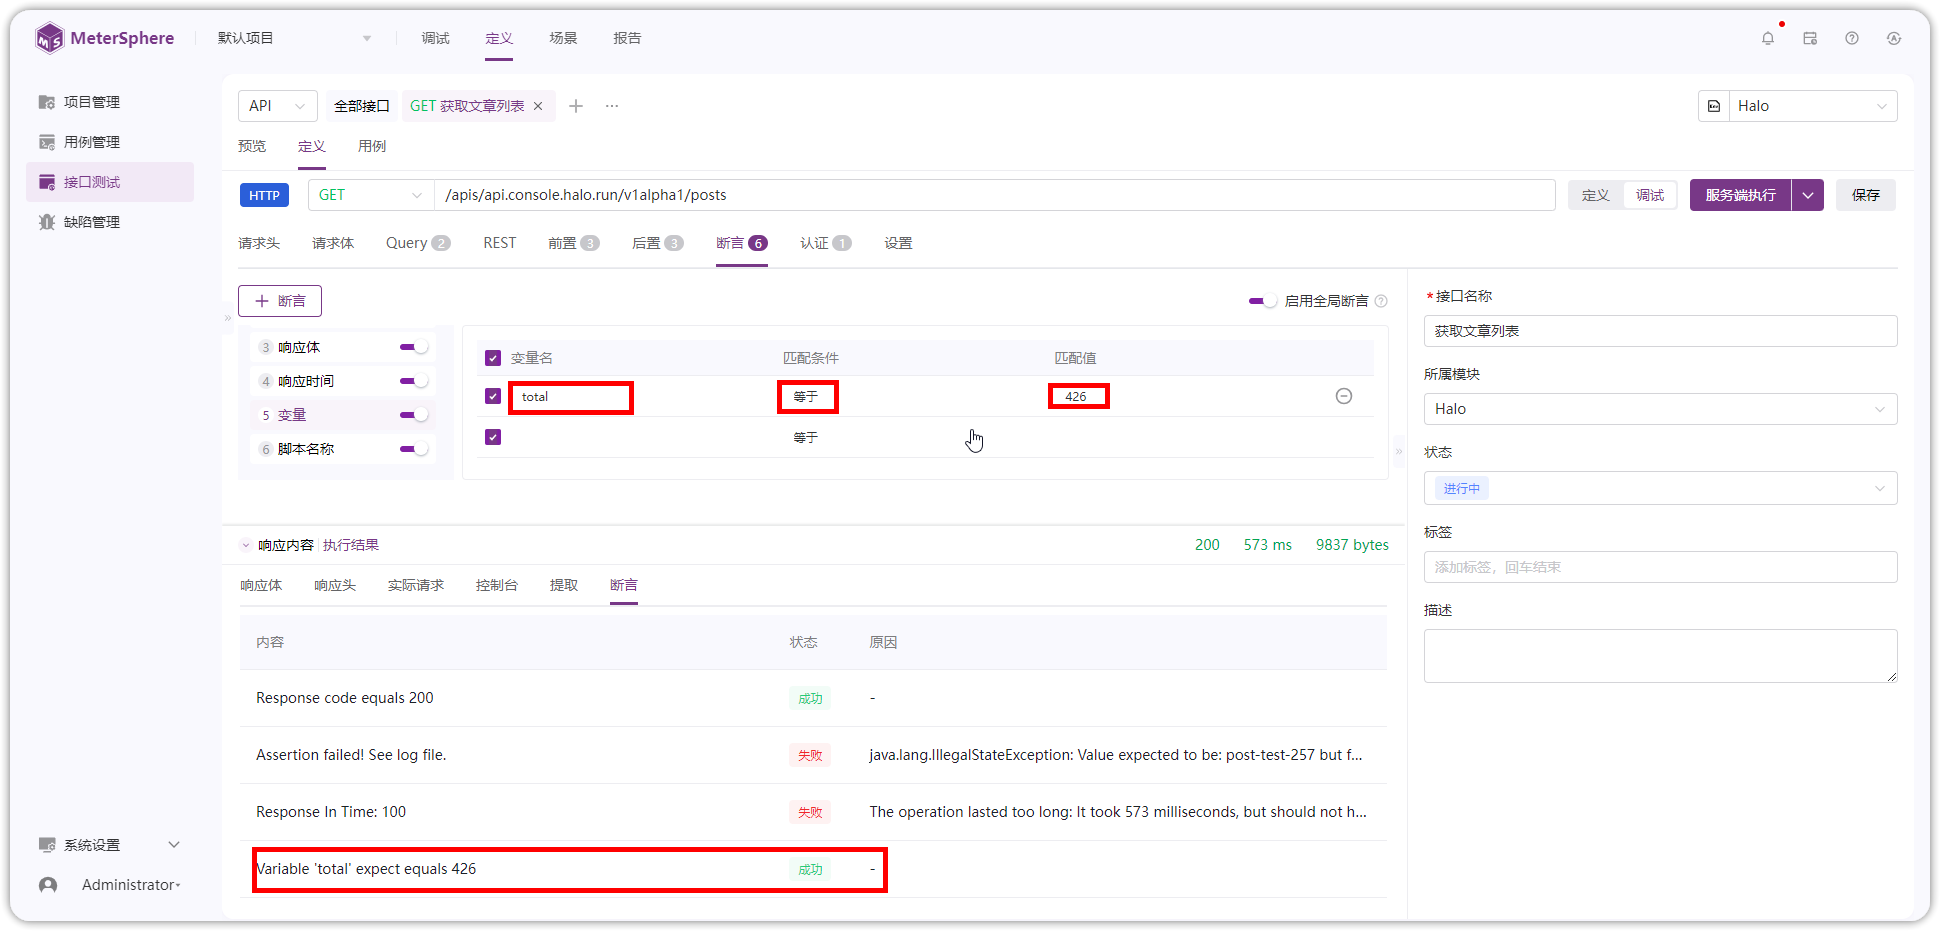 MeterSphere
默认项目
调试
定义
场景
报告
项目管理
用例管理
接口测试
缺陷管理
系统设置
Administrator
API
全部接口
GET 获取文章列表
Halo
预览
定义
用例
HTTP
GET
/apis/api.console.halo.run/v1alpha1/posts
定义
调试
服务端执行
保存
请求头
请求体
Query 2
REST
前置 3
后置 3
断言 6
认证 1
设置
断言
启用全局断言
3 响应体
4 响应时间
5 变量
6 脚本名称
变量名 匹配条件 匹配值
total 等于 426
等于
*接口名称
获取文章列表
所属模块
Halo
状态
进行中
标签
添加标签，回车结束
描述
响应内容 执行结果
200 573 ms 9837 bytes
响应体 响应头 实际请求 控制台 提取 断言
内容 状态 原因
Response code equals 200 成功 -
Assertion failed! See log file. 失败 java.lang.IllegalStateException: Value expected to be: post-test-257 but f...
Response In Time: 100 失败 The operation lasted too long: It took 573 milliseconds, but should not h...
Variable 'total' expect equals 426 成功 -